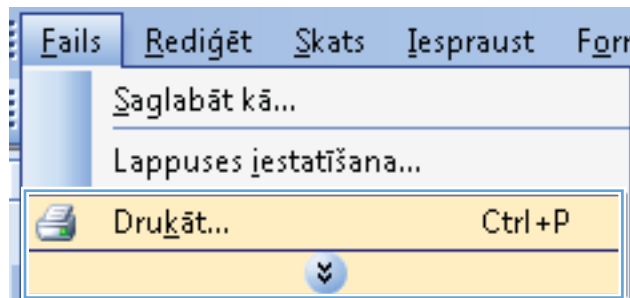 Fails Rediģēt Skats Iespraust
Saglabāt kā...
Lappuses iestatīšana...
Drukāt... Ctrl+P